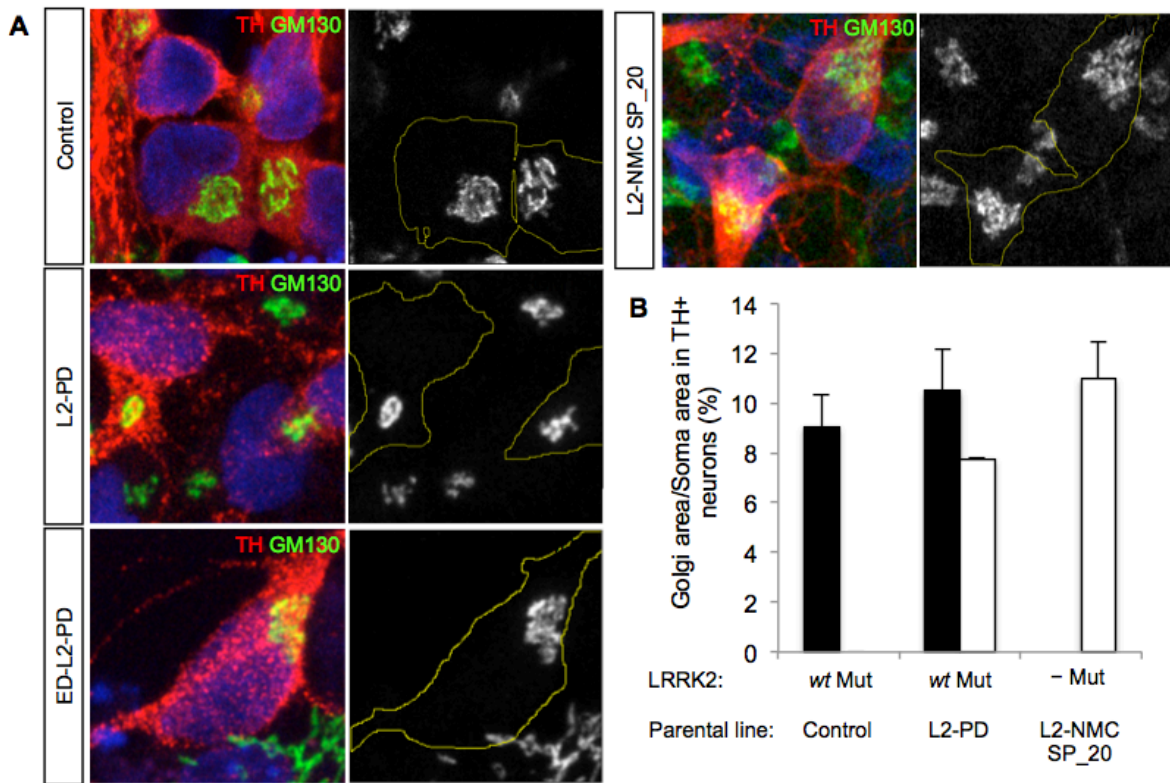 A
Control
TH GM130
L2-NMC SP_20
TH GM130
L2-PD
TH GM130
ED-L2-PD
TH GM130
B
Golgi area/Soma area in TH+
neurons (%)
14
12
10
8
6
4
2
0
LRRK2: wt Mut wt Mut – Mut
Parental line: Control L2-PD L2-NMC
SP_20